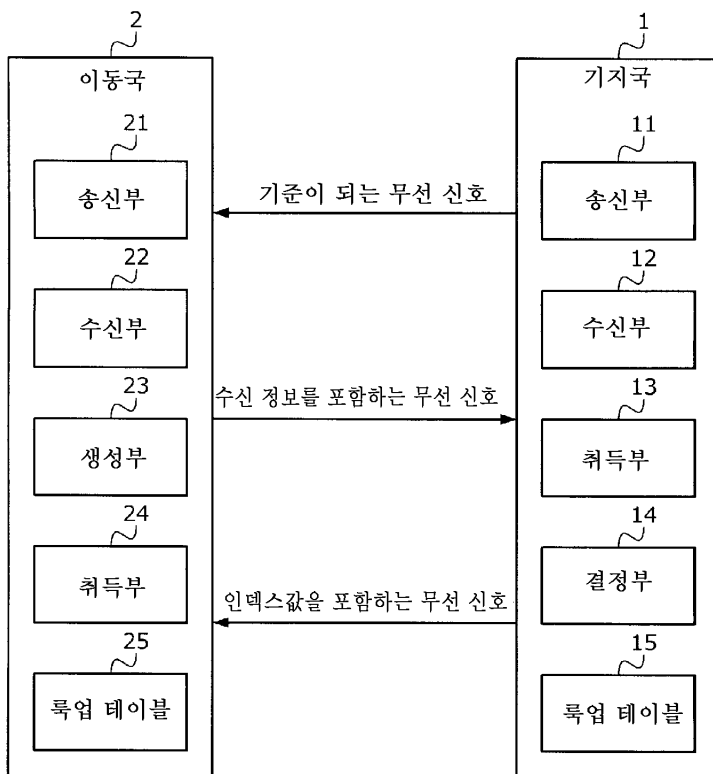 2
1
이동국
기지국
21
송신부
11
송신부
기준이 되는 무선 신호
22
수신부
12
수신부
23
생성부
수신 정보를 포함하는 무선 신호
13
취득부
24
취득부
14
결정부
인덱스값을 포함하는 무선 신호
25
룩업 테이블
15
룩업 테이블